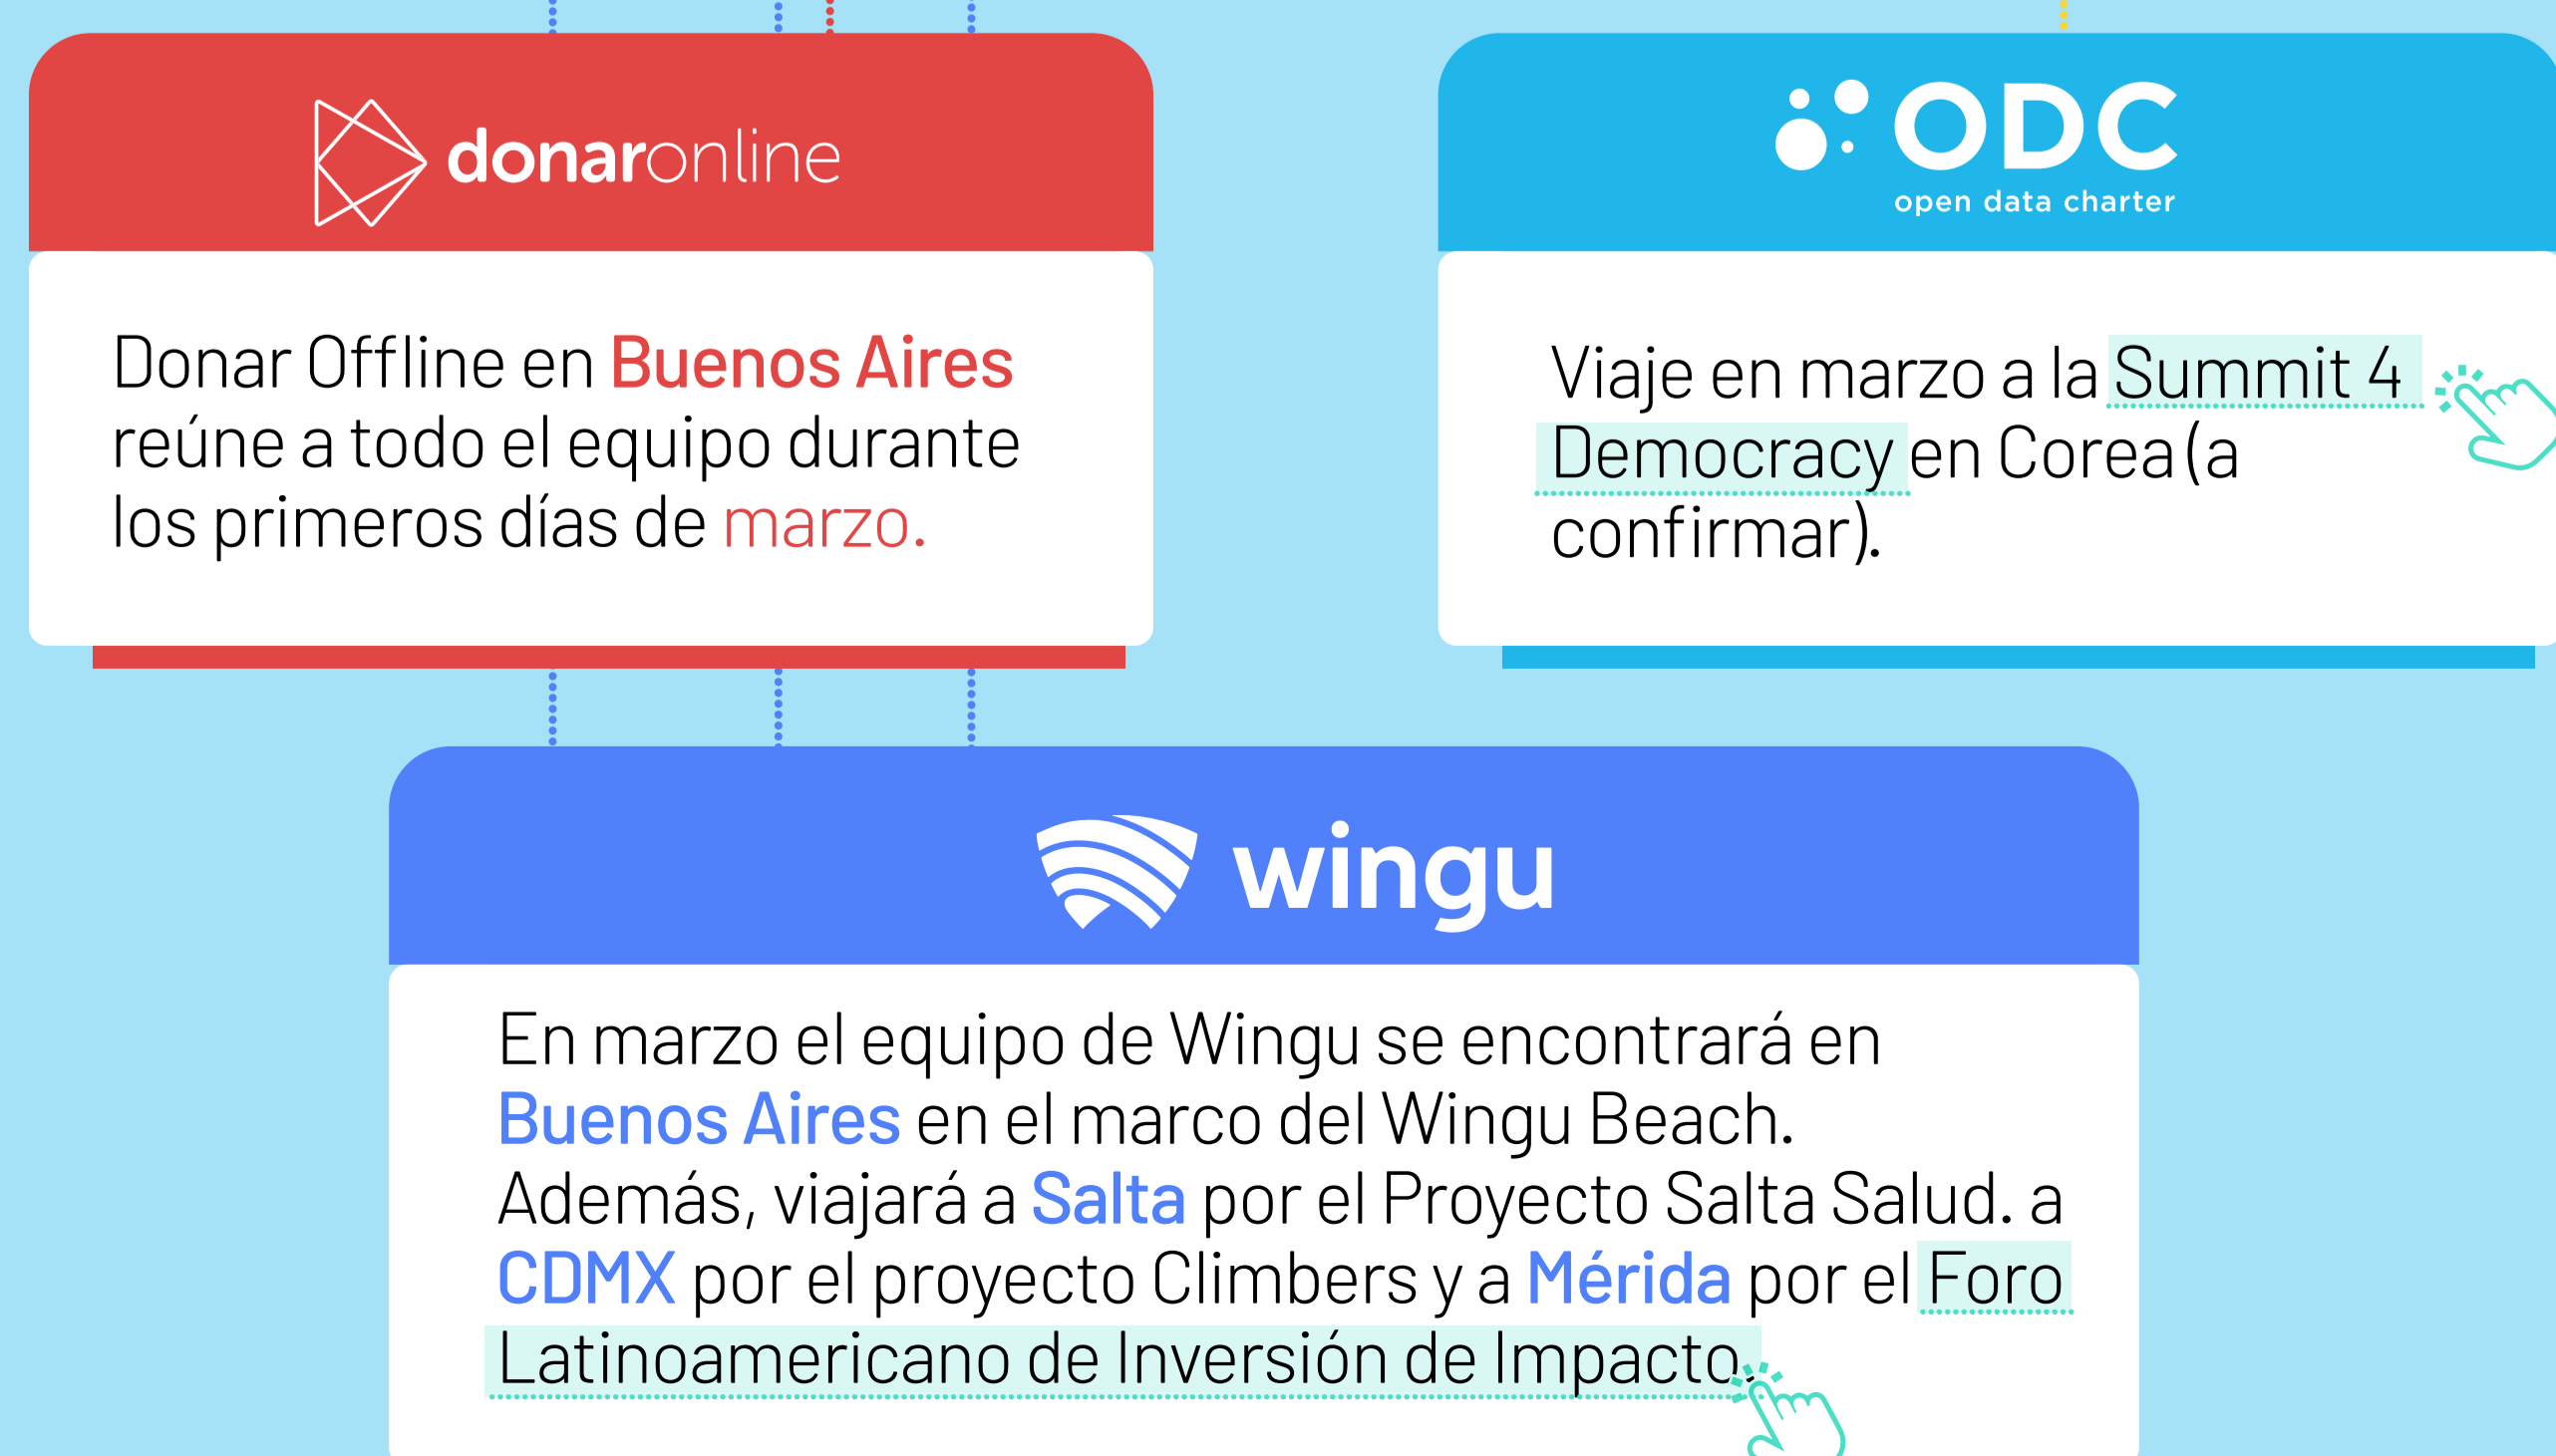 donaronline
Donar Offline en Buenos Aires
reúne a todo el equipo durante
los primeros días de marzo.
ODC
open data charter
Viaje en marzo a la Summit 4
Democracy en Corea (a
confirmar).
wingu
En marzo el equipo de Wingu se encontrará en
Buenos Aires en el marco del Wingu Beach.
Además, viajará a Salta por el Proyecto Salta Salud. a
CDMX por el proyecto Climbers y a Mérida por el Foro
Latinoamericano de Inversión de Impacto.